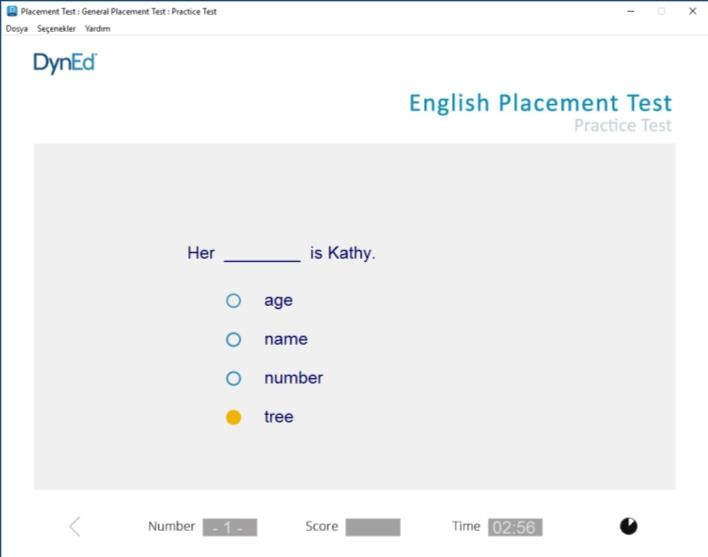 Placement Test : General Placement Test : Practice Test
Dosya Seçenekler Yardım
DynEd
English Placement Test
Practice Test
Her ________ is Kathy.
age
name
number
tree
Number - 1 - Score Time 02:56